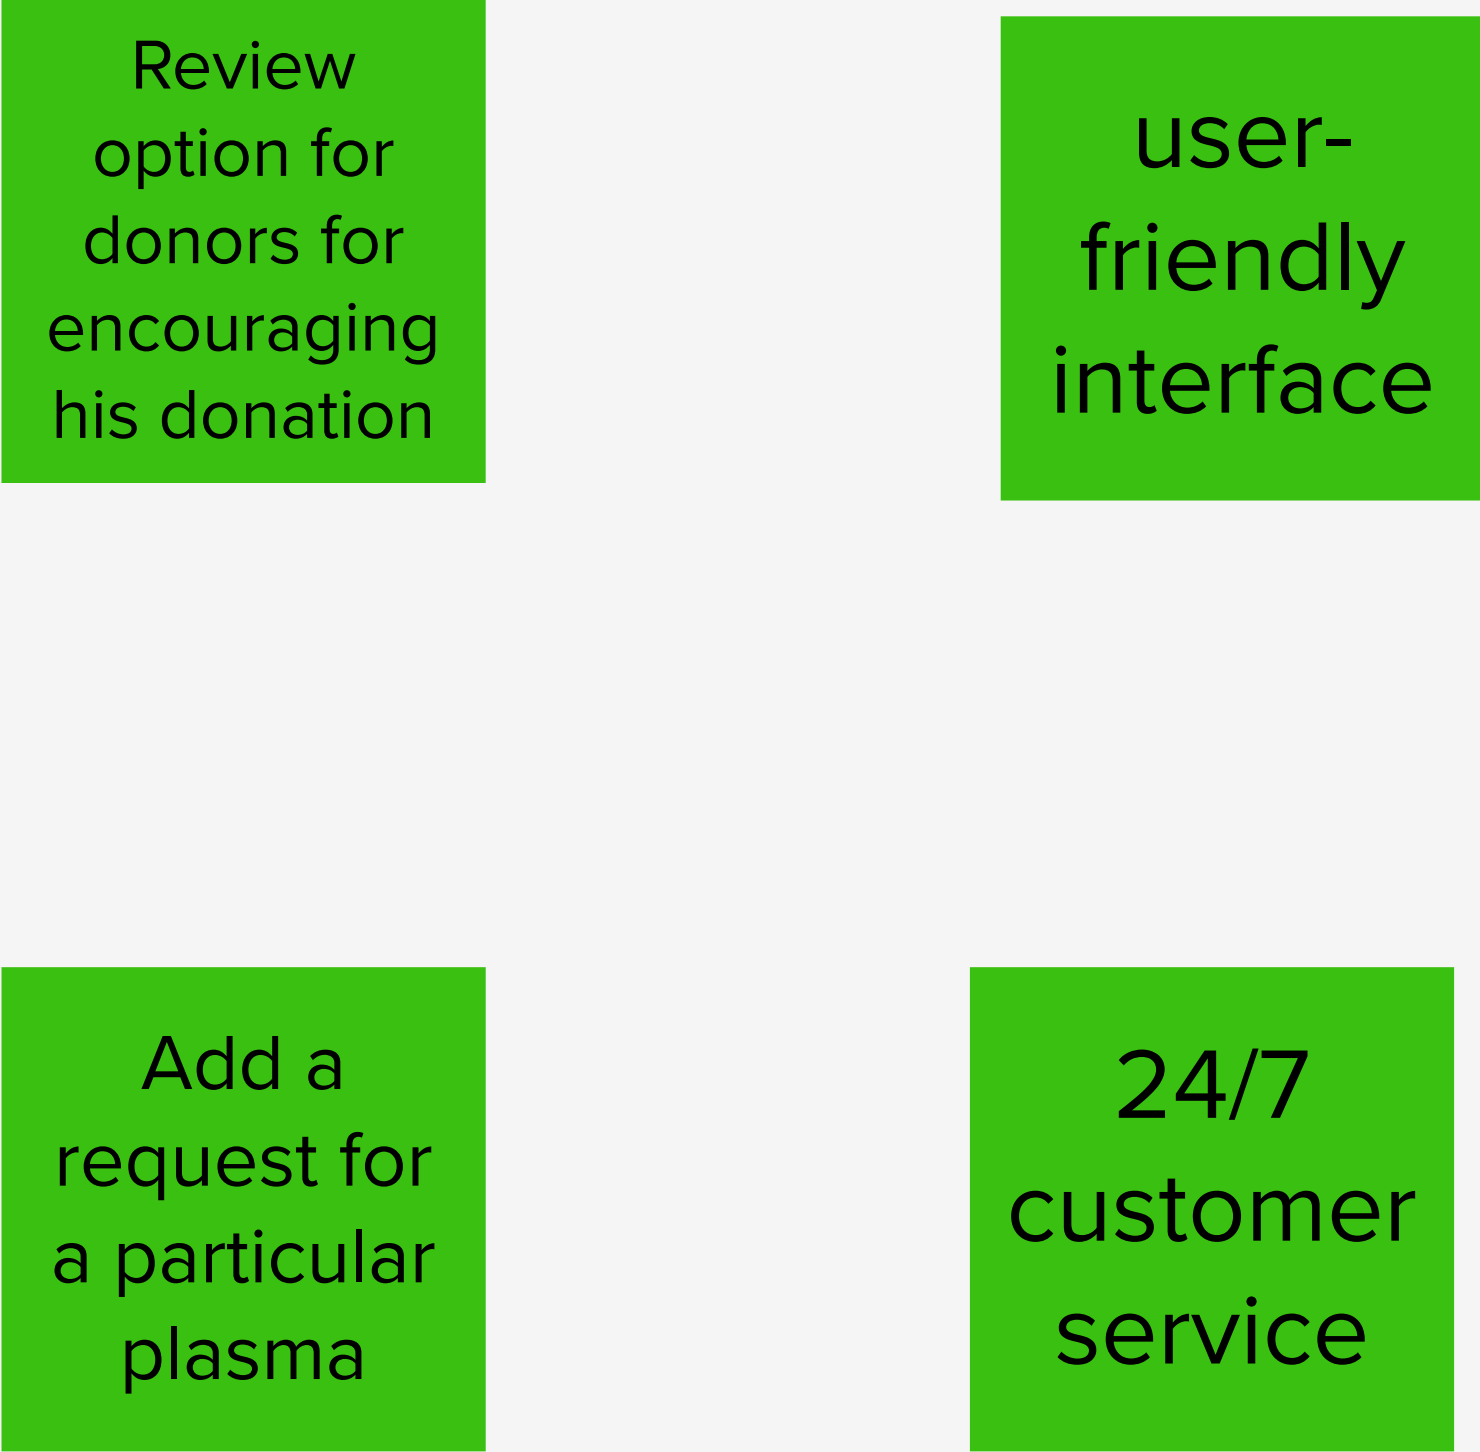 Review
option for
donors for
encouraging
his donation
user-
friendly
interface
Add a
request for
a particular
plasma
24/7
customer
service